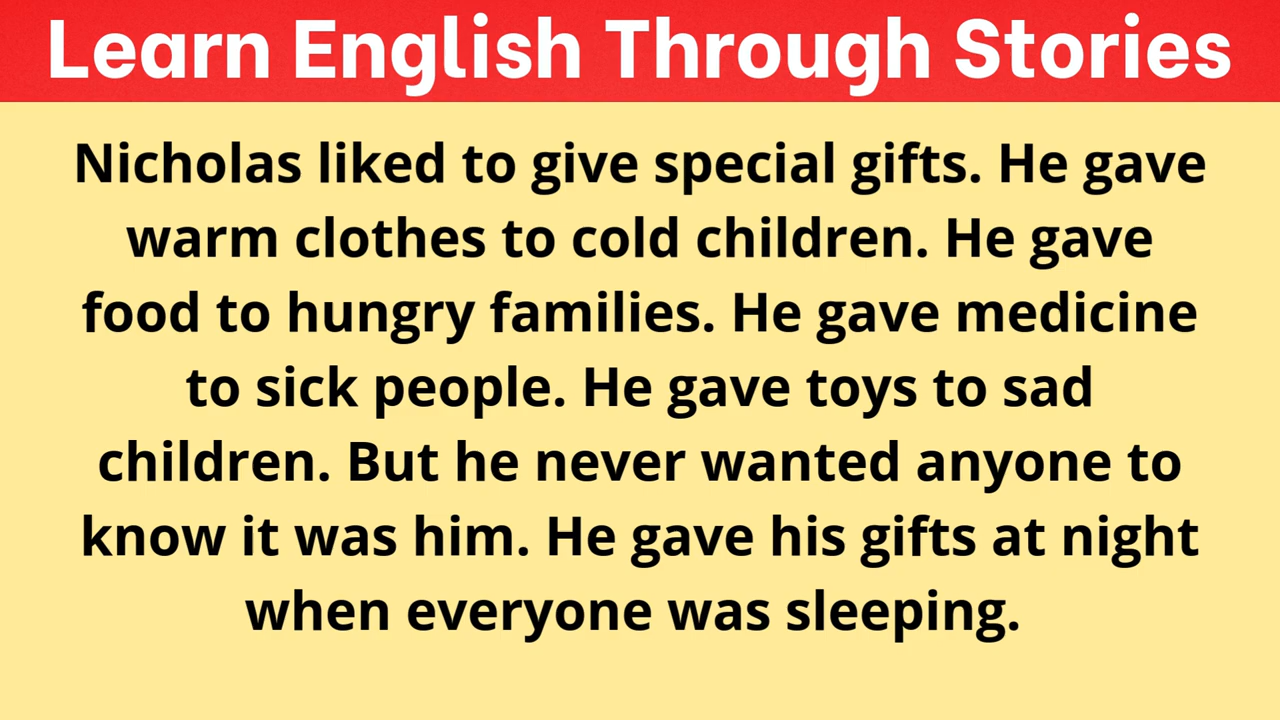 Learn English Through Stories
Nicholas liked to give special gifts. He gave
warm clothes to cold children. He gave
food to hungry families. He gave medicine
to sick people. He gave toys to sad
children. But he never wanted anyone to
know it was him. He gave his gifts at night
when everyone was sleeping.